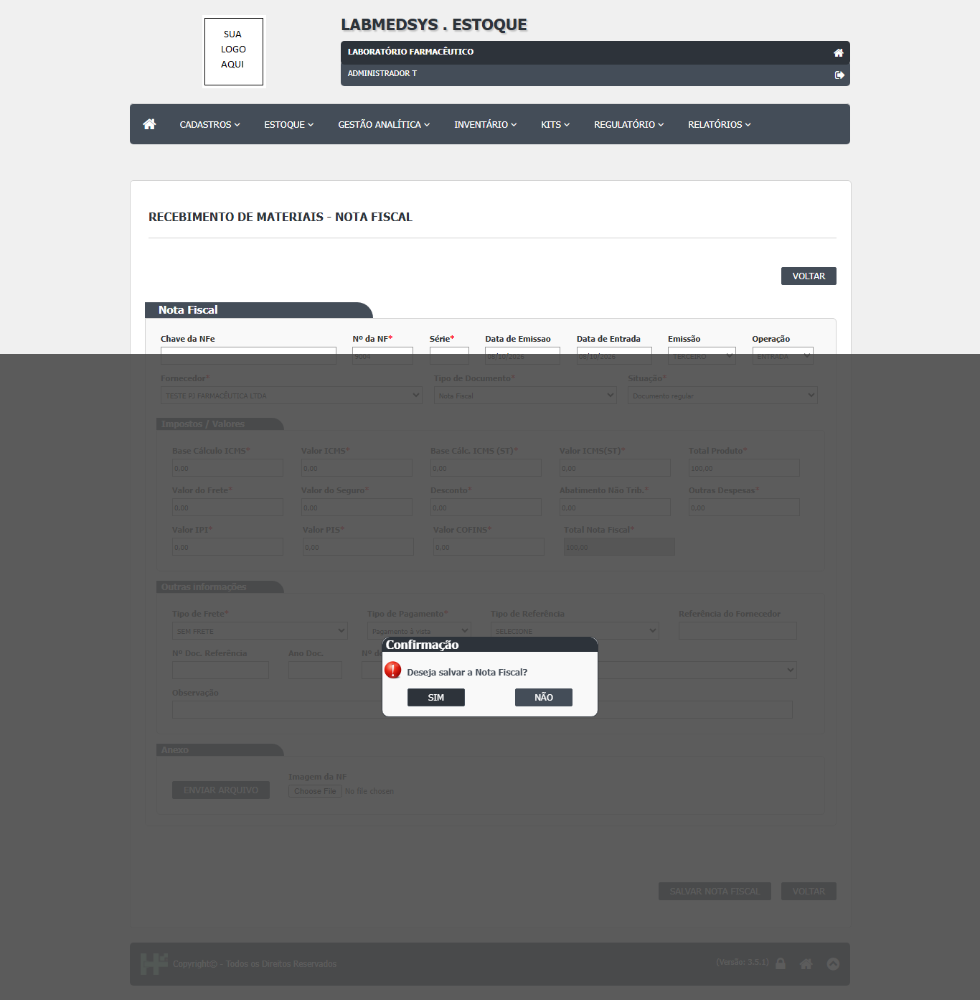 SUA
LOGO
AQUI
LABMEDSYS . ESTOQUE
LABORATÓRIO FARMACÊUTICO
ADMINISTRADOR T
CADASTROS ESTOQUE GESTÃO ANALÍTICA INVENTÁRIO KITS REGULATÓRIO RELATÓRIOS
RECEBIMENTO DE MATERIAIS - NOTA FISCAL
VOLTAR
Nota Fiscal
Chave da NFe Nº da NF* Série* Data de Emissao Data de Entrada Emissão Operação
9004 08/10/2026 08/10/2026 TERCEIRO ENTRADA
Fornecedor* Tipo de Documento* Situação*
TESTE PJ FARMACÊUTICA LTDA Nota Fiscal Documento regular
Impostos / Valores
Base Cálculo ICMS* Valor ICMS* Base Cálc. ICMS (ST)* Valor ICMS(ST)* Total Produto*
0,00 0,00 0,00 0,00 100,00
Valor do Frete* Valor do Seguro* Desconto* Abatimento Não Trib.* Outras Despesas*
0,00 0,00 0,00 0,00 0,00
Valor IPI* Valor PIS* Valor COFINS* Total Nota Fiscal*
0,00 0,00 0,00 100,00
Outras informações
Tipo de Frete* Tipo de Pagamento* Tipo de Referência Referência do Fornecedor
SEM FRETE Pagamento à vista SELECIONE
Nº Doc. Referência Ano Doc. Nº d
Confirmação
Deseja salvar a Nota Fiscal?
SIM NÃO
Observação
Anexo
Imagem da NF
ENVIAR ARQUIVO Choose File No file chosen
SALVAR NOTA FISCAL VOLTAR
Copyright© - Todos os Direitos Reservados (Versão: 3.5.1)